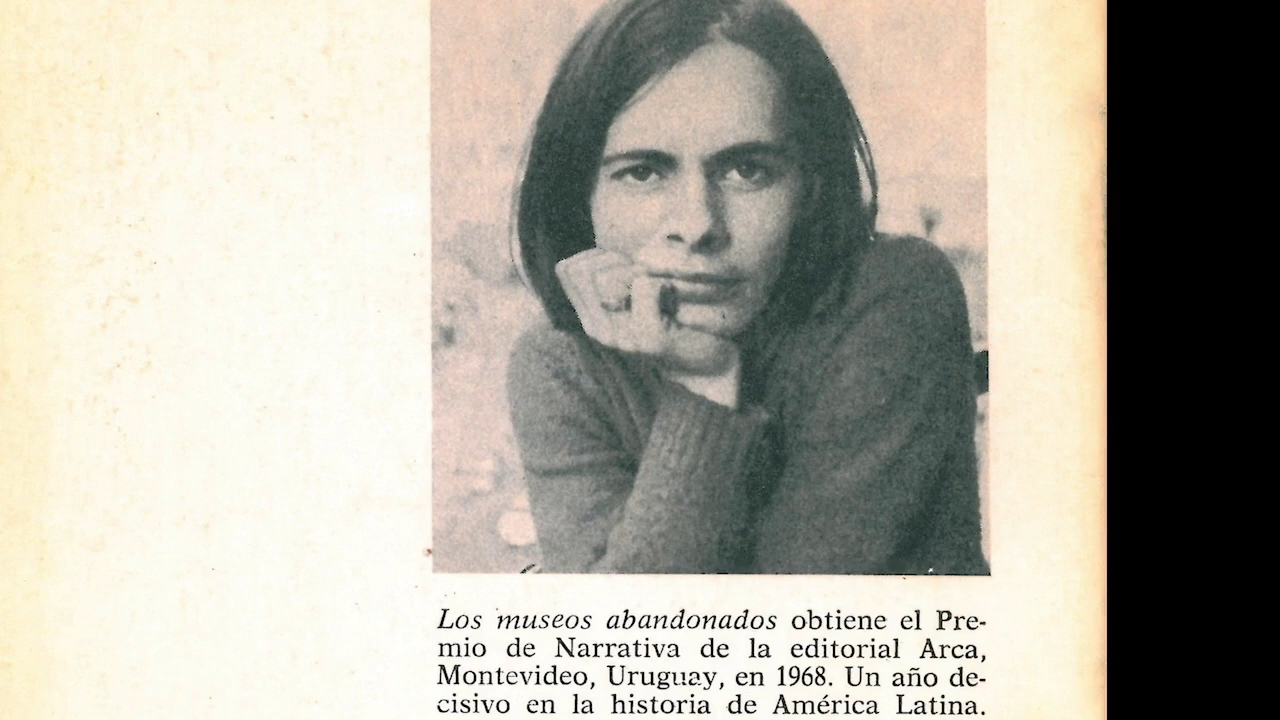 Los museos abandonados obtiene el Pre-
mio de Narrativa de la editorial Arca,
Montevideo, Uruguay, en 1968. Un año de-
cisivo en la historia de América Latina.